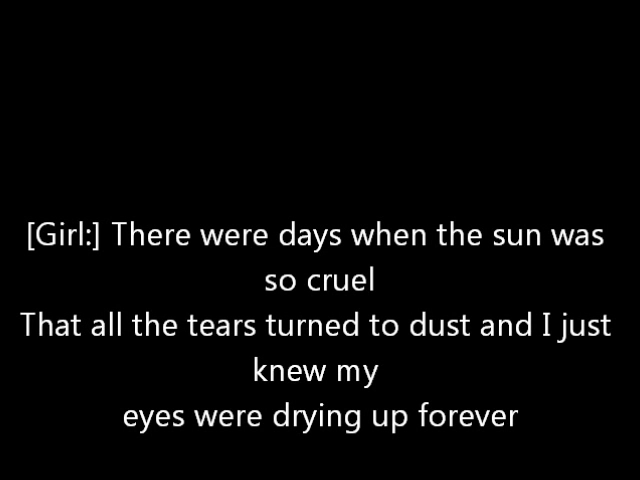 [Girl:] There were days when the sun was
so cruel
That all the tears turned to dust and I just
knew my
eyes were drying up forever